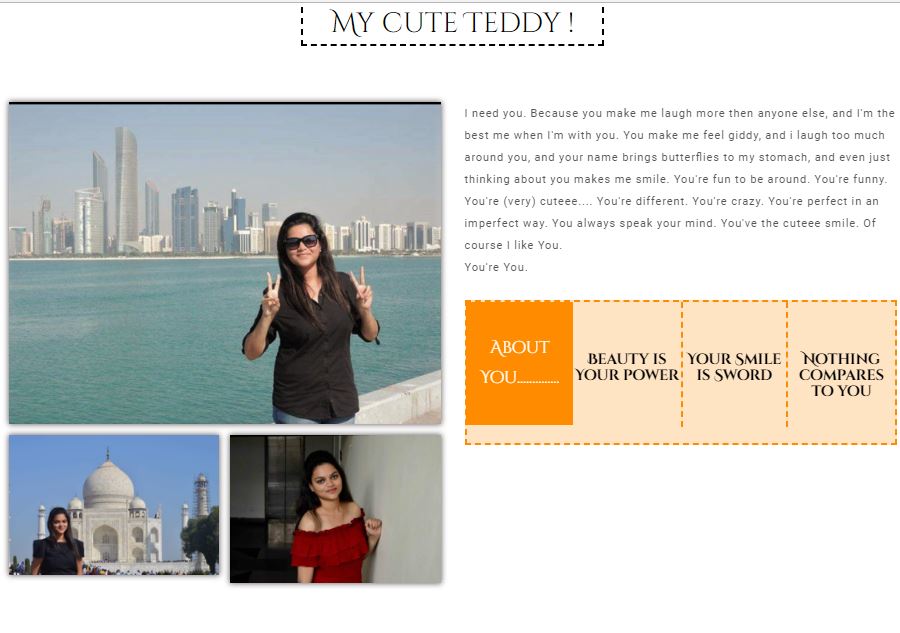 My cute Teddy !
I need you. Because you make me laugh more then anyone else, and I'm the
best me when I'm with you. You make me feel giddy, and i laugh too much
around you, and your name brings butterflies to my stomach, and even just
thinking about you makes me smile. You're fun to be around. You're funny.
You're (very) cuteee.... You're different. You're crazy. You're perfect in an
imperfect way. You always speak your mind. You've the cuteee smile. Of
course I like You.
You're You.
About
You..............
Beauty is
your power
Your Smile
is Sword
Nothing
compares
to you